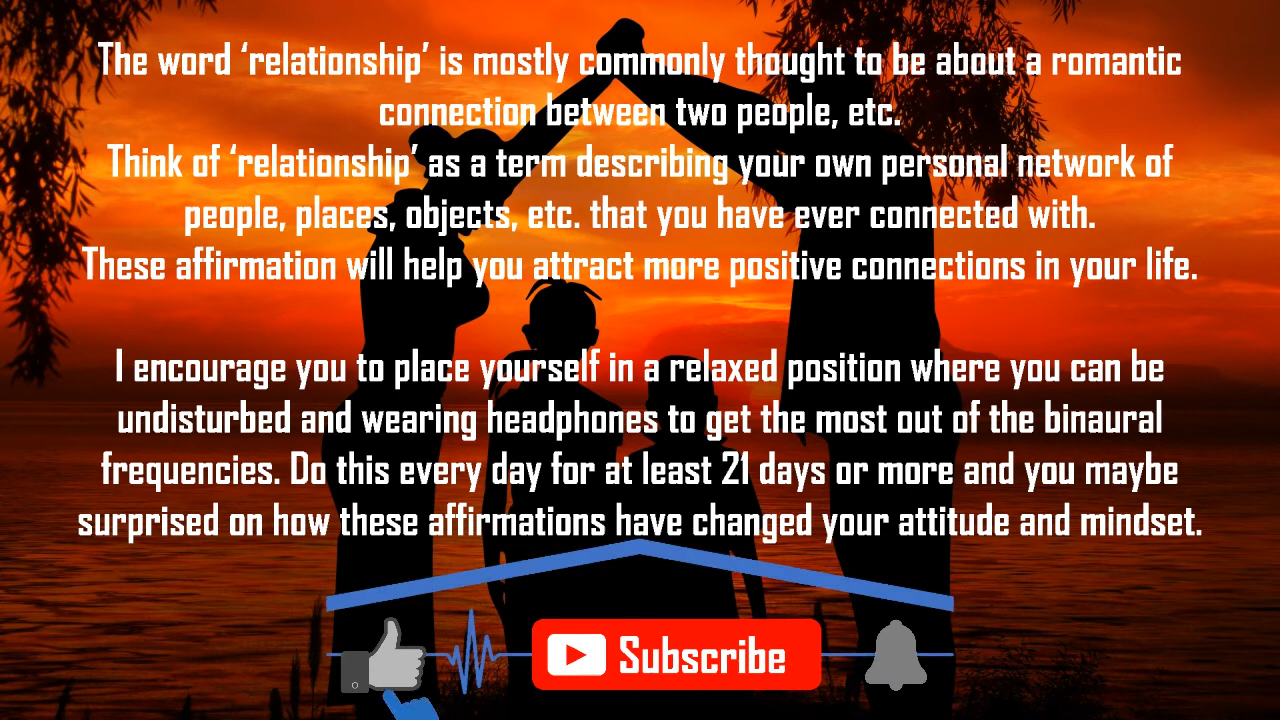 The word ‘relationship’ is mostly commonly thought to be about a romantic
connection between two people, etc.
Think of ‘relationship’ as a term describing your own personal network of
people, places, objects, etc. that you have ever connected with.
These affirmation will help you attract more positive connections in your life.
I encourage you to place yourself in a relaxed position where you can be
undisturbed and wearing headphones to get the most out of the binaural
frequencies. Do this every day for at least 21 days or more and you maybe
surprised on how these affirmations have changed your attitude and mindset.
Subscribe